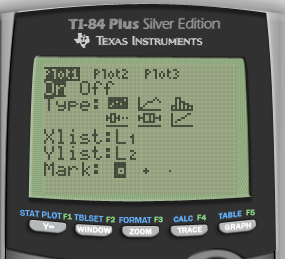 TI-84 Plus Silver Edition
TEXAS INSTRUMENTS
Plot1 Plot2 Plot3
On Off
Type:
Xlist:L1
Ylist:L2
Mark: + ·
STAT PLOT F1 TBLSET F2 FORMAT F3 CALC F4 TABLE F5
Y= WINDOW ZOOM TRACE GRAPH